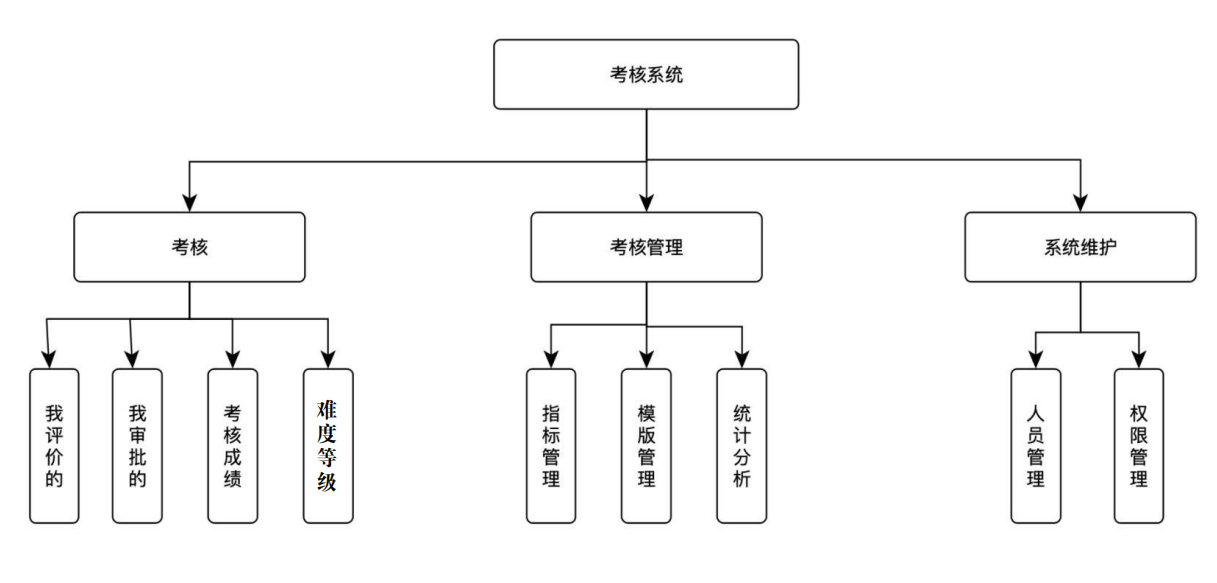 考核系统
考核
考核管理
系统维护
我评价的
我审批的
考核成绩
难度等级
指标管理
模版管理
统计分析
人员管理
权限管理